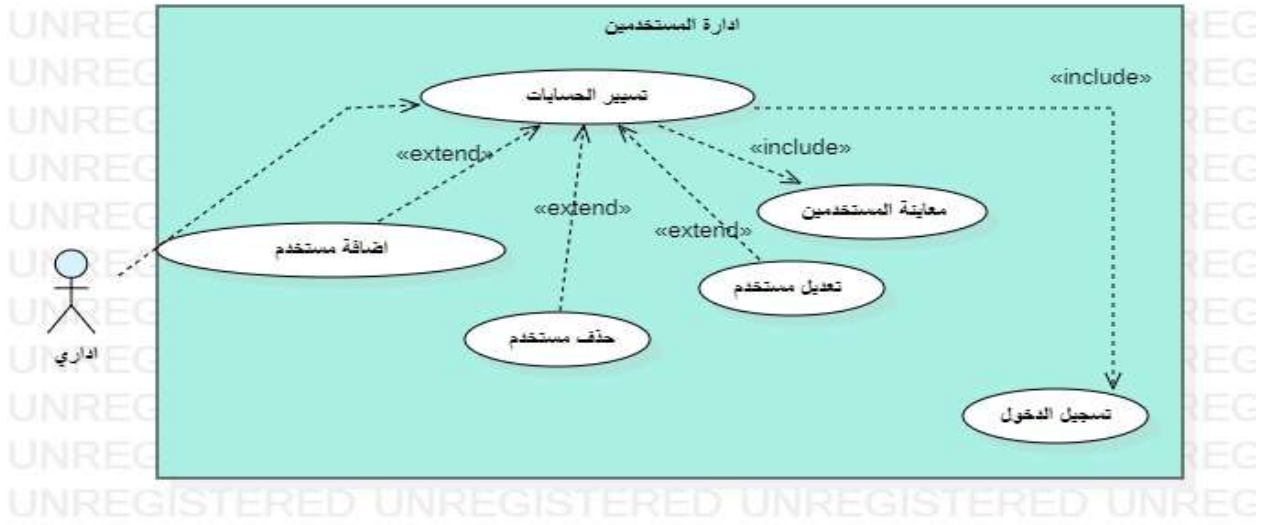 ادارة المستخدمين
«include»
تسيير الحسابات
«extend»
«include»
«extend»
معاينة المستخدمين
«extend»
اضافة مستخدم
تعديل مستخدم
حذف مستخدم
اداري
تسجيل الدخول
UNREGISTERED UNREGISTERED UNREGISTERED UNREG